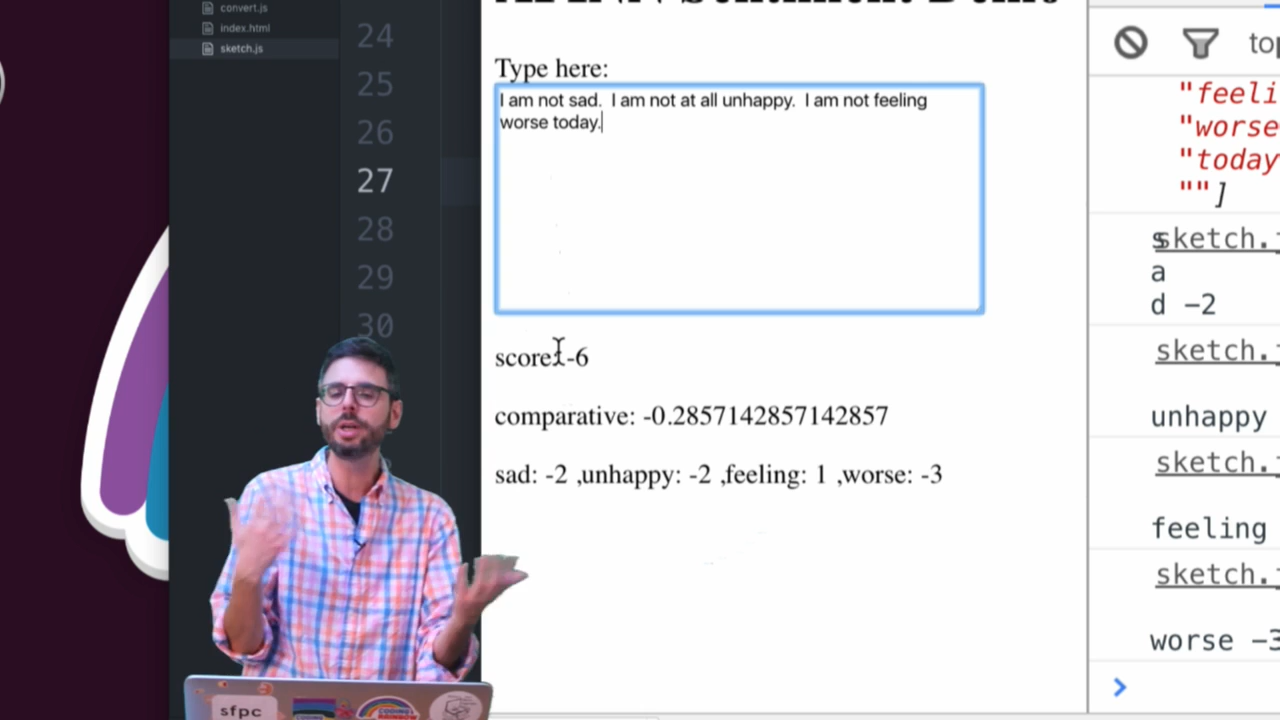 convert.js
index.html
sketch.js
24
25
26
27
28
29
30
Type here:
I am not sad.  I am not at all unhappy.  I am not feeling
worse today.
score: -6
comparative: -0.2857142857142857
sad: -2 ,unhappy: -2 ,feeling: 1 ,worse: -3
top
"feeli
"worse
"today
""]
sketch.j
s
a
d −2
sketch.j
unhappy
sketch.j
feeling
sketch.j
worse −3
sfpc